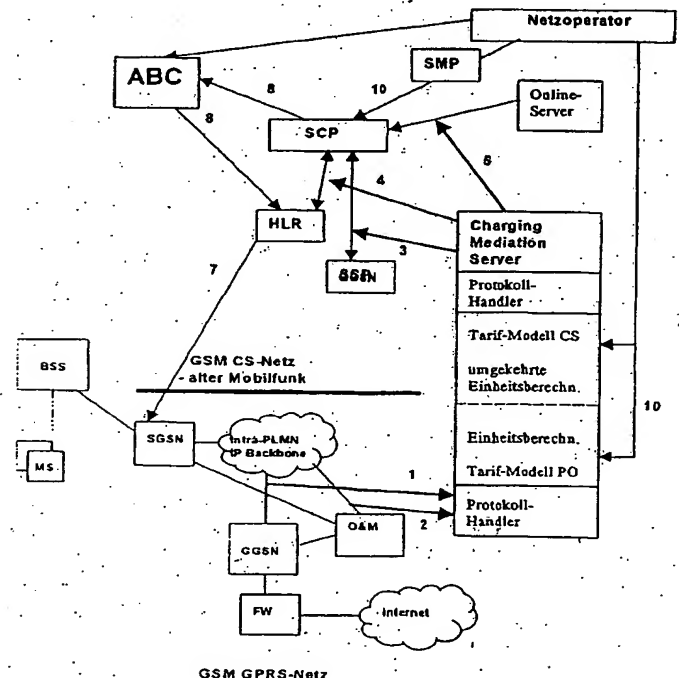 Netzoperator
ABC
SMP
8
10
Online-
Server
SCP
8
5
4
HLR
Charging
Mediation
Server
3
7
Protokoll-
Handler
Tarif-Modell CS
GSM CS-Netz
- alter Mobilfunk
BSS
umgekehrte
Einheitsberechn.
10
SGSN
Intra-PLMN
IP Backbone
Einheitsberechn.
MS
1
Tarif-Modell PO
O&M
2
Protokoll-
Handler
GGSN
FW
Internet
GSM GPRS-Netz